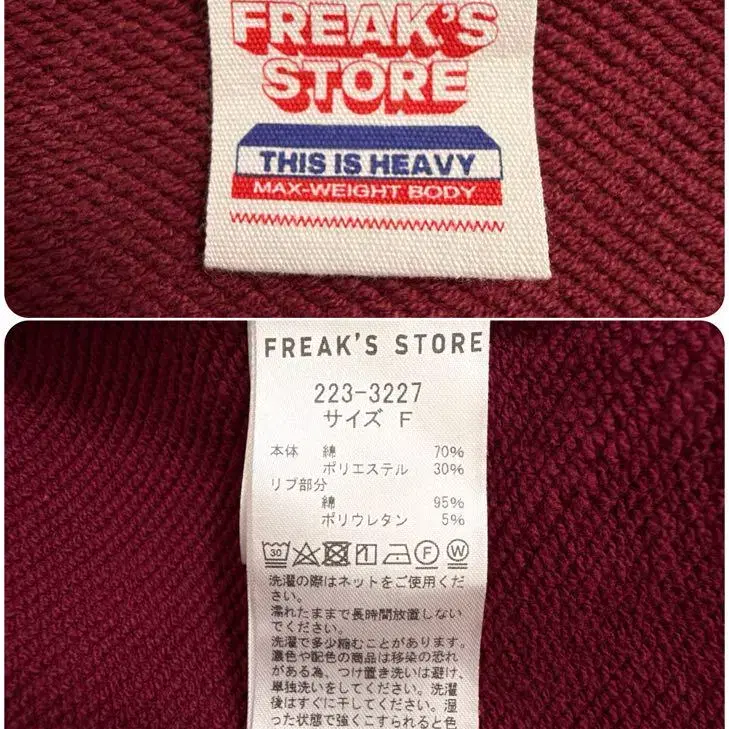 FREAK'S
STORE
THIS IS HEAVY
MAX-WEIGHT BODY
FREAK'S STORE
223-3227
サイズ F
本体 綿 70%
ポリエステル 30%
リブ部分
綿 95%
ポリウレタン 5%
30 F W
洗濯の際はネットをご使用くだ
さい。
濡れたままで長時間放置しない
でください。
洗濯で多少縮むことがあります。
濃色や配色の商品は移染の恐れ
がある為、つけ置き洗いは避け、
単独洗いをしてください。洗濯
後はすぐに干してください。湿
った状態で強くこすられると色